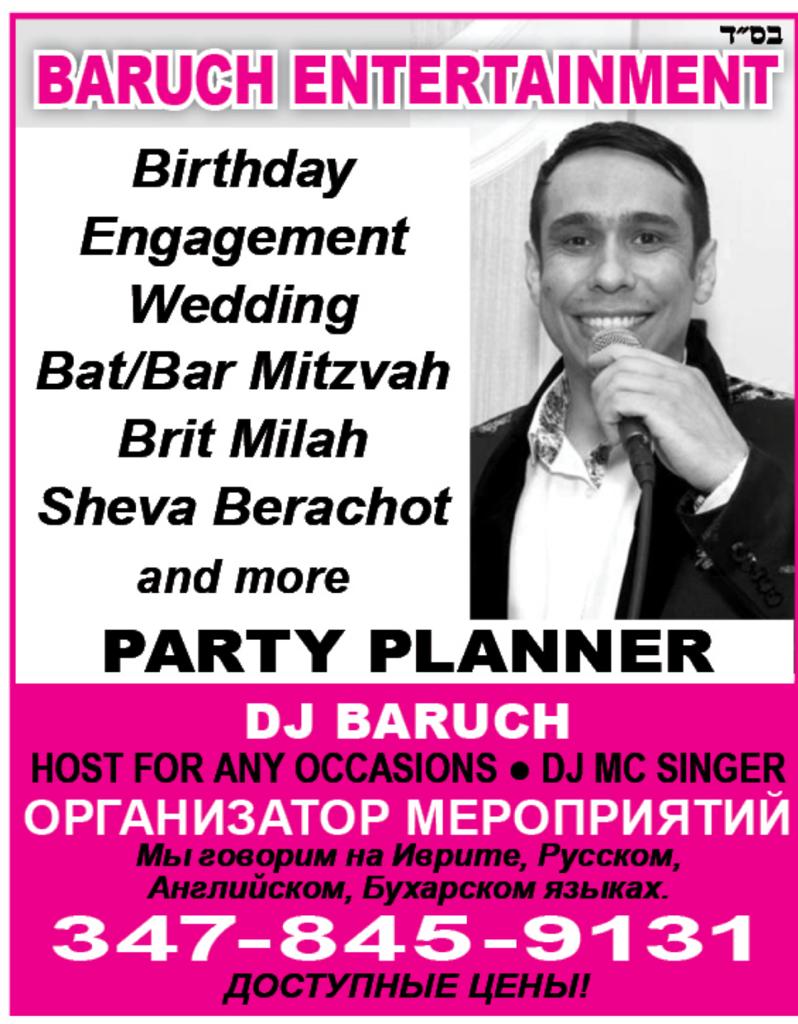 בס״ד
BARUCH ENTERTAINMENT
Birthday
Engagement
Wedding
Bat/Bar Mitzvah
Brit Milah
Sheva Berachot
and more
PARTY PLANNER
DJ BARUCH
HOST FOR ANY OCCASIONS ● DJ MC SINGER
ОРГАНИЗАТОР МЕРОПРИЯТИЙ
Мы говорим на Иврите, Русском,
Английском, Бухарском языках.
347-845-9131
ДОСТУПНЫЕ ЦЕНЫ!